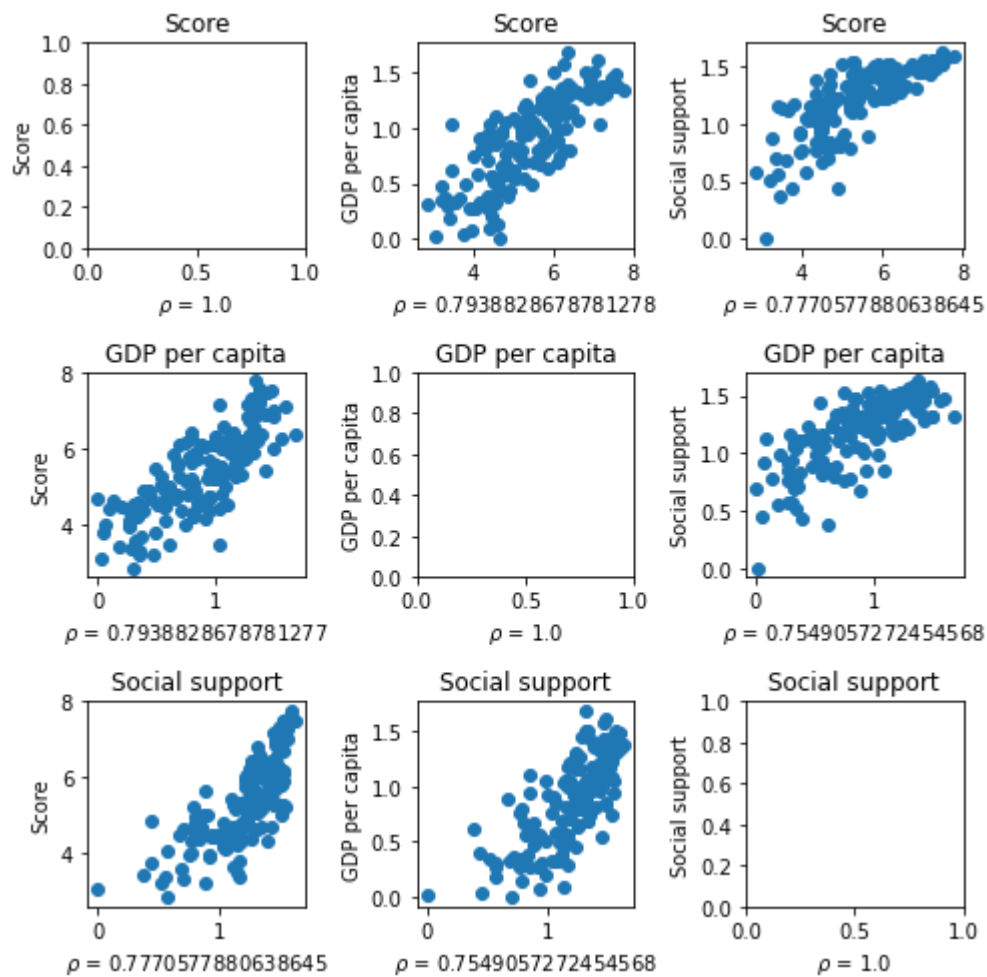 Score Score Score
1.0
0.8
0.6
0.4
0.2
0.0
Score
0.0 0.5 1.0
ρ = 1.0
1.5
1.0
0.5
0.0
GDP per capita
4 6 8
ρ = 0.7938828678781278
1.5
1.0
0.5
0.0
Social support
4 6 8
ρ = 0.7770577880638645
GDP per capita GDP per capita GDP per capita
8
6
4
Score
0 1
ρ = 0.7938828678781277
1.0
0.8
0.6
0.4
0.2
0.0
GDP per capita
0.0 0.5 1.0
ρ = 1.0
1.5
1.0
0.5
0.0
Social support
0 1
ρ = 0.7549057272454568
Social support Social support Social support
8
6
4
Score
0 1
ρ = 0.7770577880638645
1.5
1.0
0.5
0.0
GDP per capita
0 1
ρ = 0.7549057272454568
1.0
0.8
0.6
0.4
0.2
0.0
Social support
0.0 0.5 1.0
ρ = 1.0